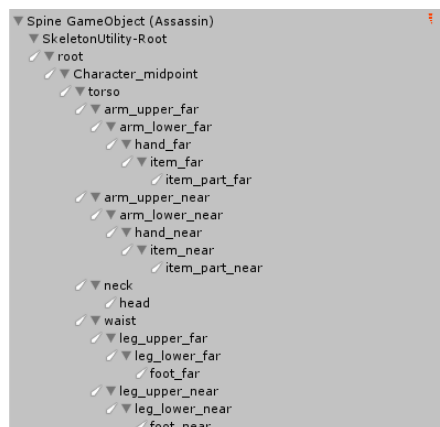 Spine GameObject (Assassin)
SkeletonUtility-Root
root
Character_midpoint
torso
arm_upper_far
arm_lower_far
hand_far
item_far
item_part_far
arm_upper_near
arm_lower_near
hand_near
item_near
item_part_near
neck
head
waist
leg_upper_far
leg_lower_far
foot_far
leg_upper_near
leg_lower_near
foot_near